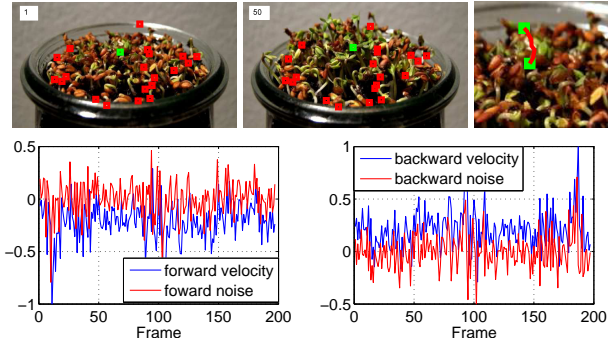 1
50
0.5
0
−0.5
−1
forward velocity
foward noise
0 50 100 150 200
Frame
1
0.5
0
−0.5
backward velocity
backward noise
0 50 100 150 200
Frame